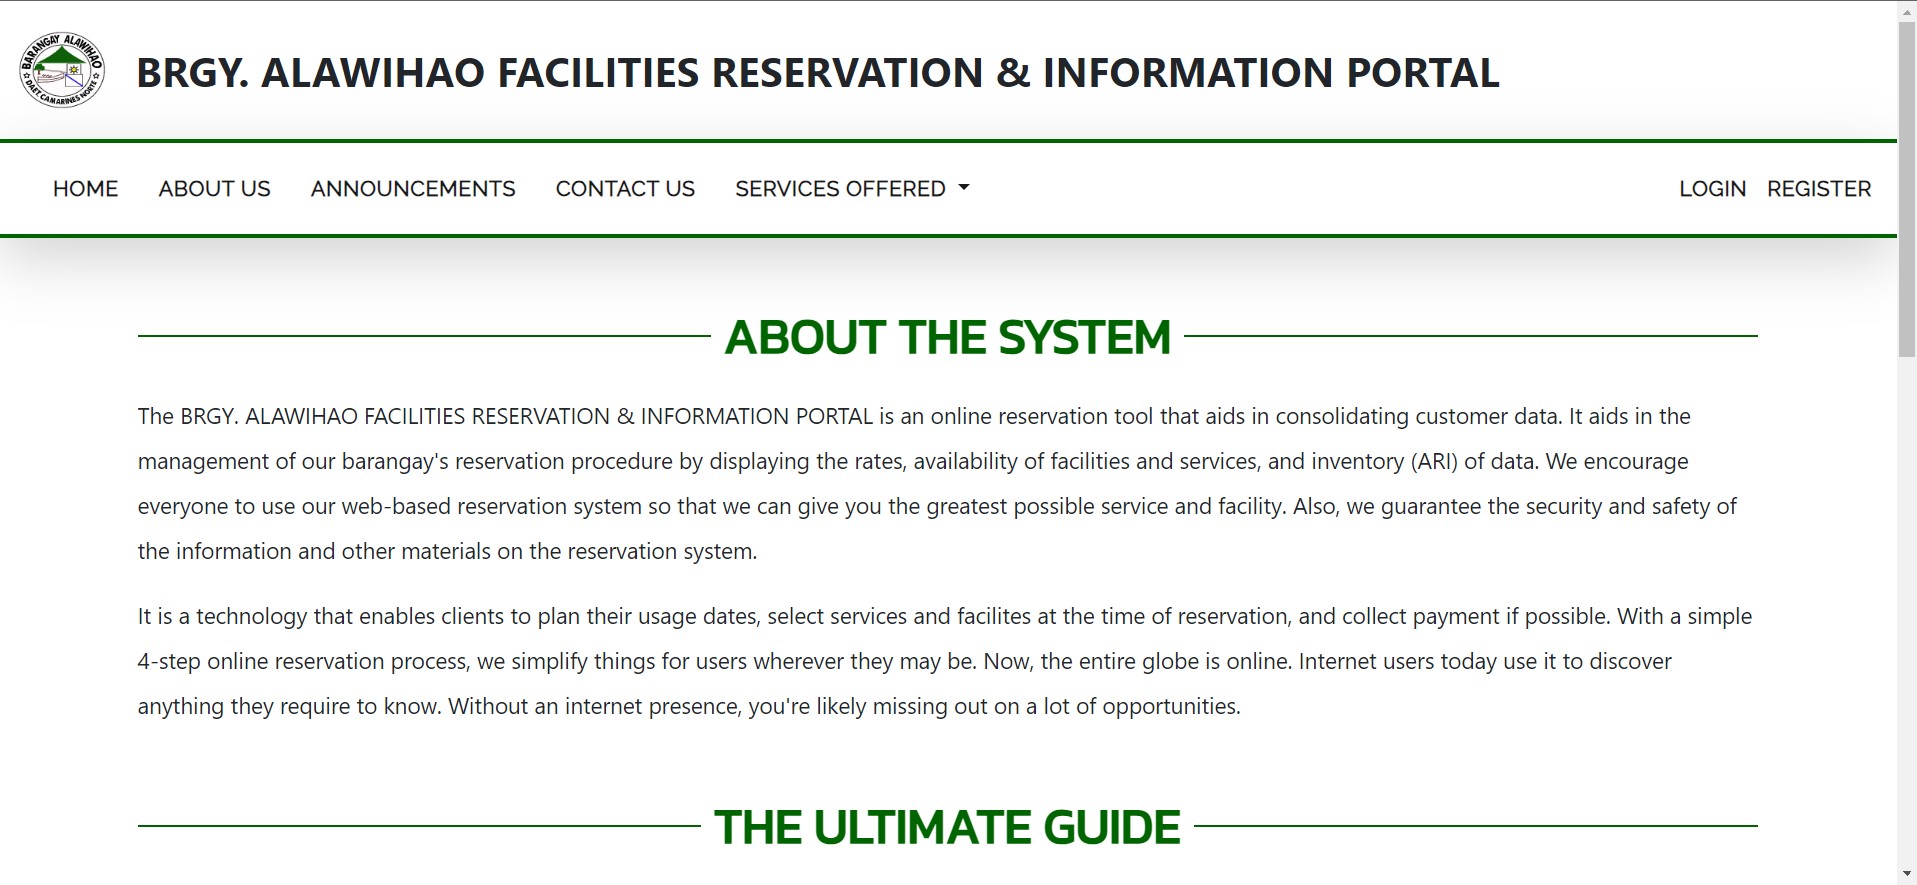 BARANGAY ALAWIHAO
DAET, CAMARINES NORTE
BRGY. ALAWIHAO FACILITIES RESERVATION & INFORMATION PORTAL
HOME ABOUT US ANNOUNCEMENTS CONTACT US SERVICES OFFERED LOGIN REGISTER
ABOUT THE SYSTEM
The BRGY. ALAWIHAO FACILITIES RESERVATION & INFORMATION PORTAL is an online reservation tool that aids in consolidating customer data. It aids in the
management of our barangay's reservation procedure by displaying the rates, availability of facilities and services, and inventory (ARI) of data. We encourage
everyone to use our web-based reservation system so that we can give you the greatest possible service and facility. Also, we guarantee the security and safety of
the information and other materials on the reservation system.
It is a technology that enables clients to plan their usage dates, select services and facilites at the time of reservation, and collect payment if possible. With a simple
4-step online reservation process, we simplify things for users wherever they may be. Now, the entire globe is online. Internet users today use it to discover
anything they require to know. Without an internet presence, you're likely missing out on a lot of opportunities.
THE ULTIMATE GUIDE